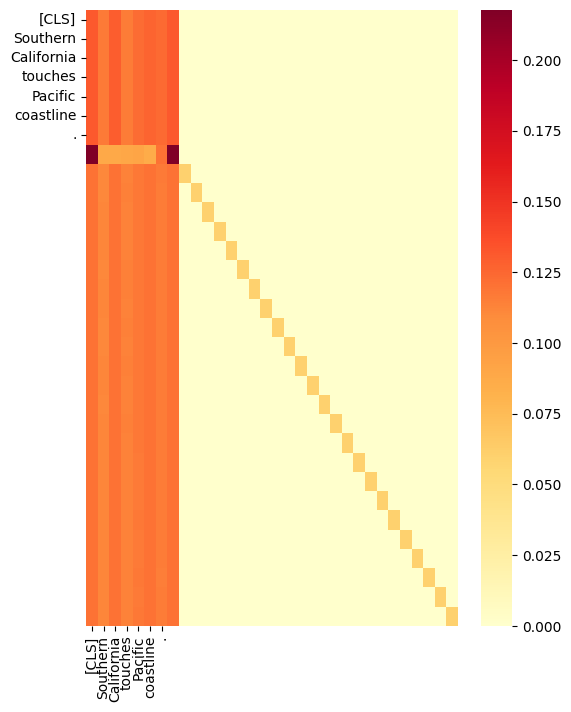 [CLS]
Southern
California
touches
Pacific
coastline
.
0.200
0.175
0.150
0.125
0.100
0.075
0.050
0.025
0.000
[CLS]
Southern
California
touches
Pacific
coastline
.